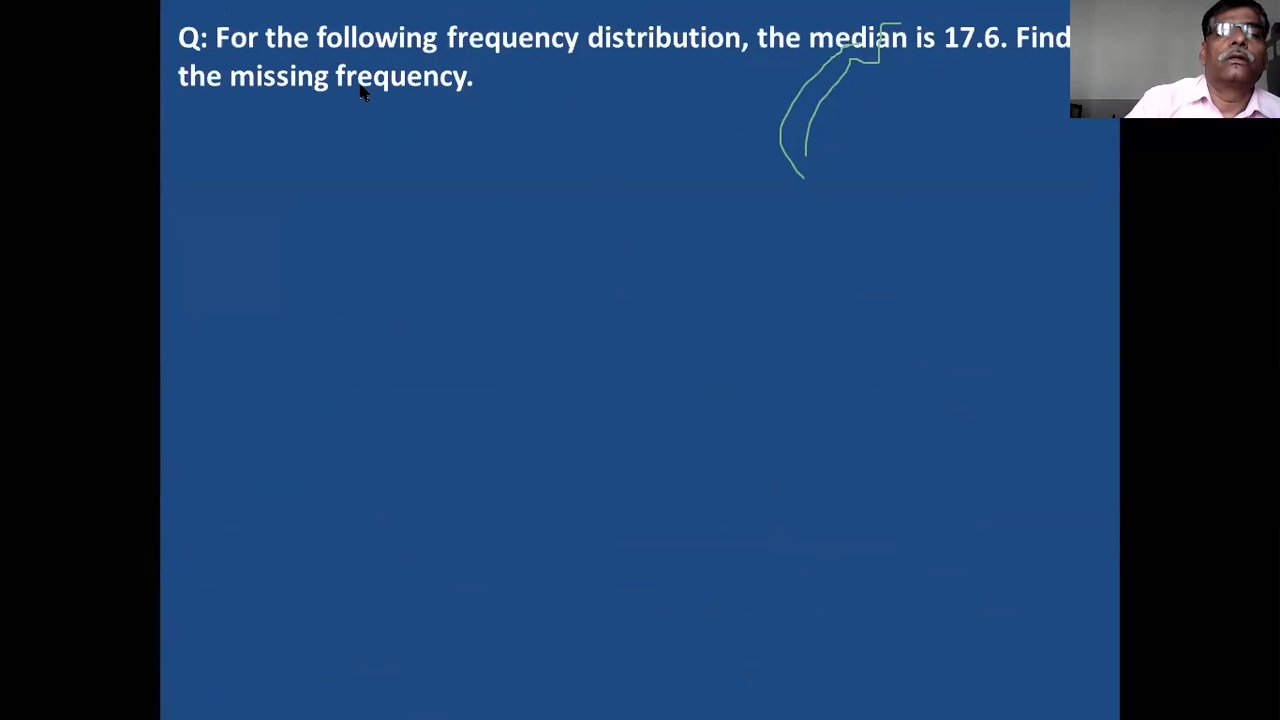 Q: For the following frequency distribution, the median is 17.6. Find
the missing frequency.